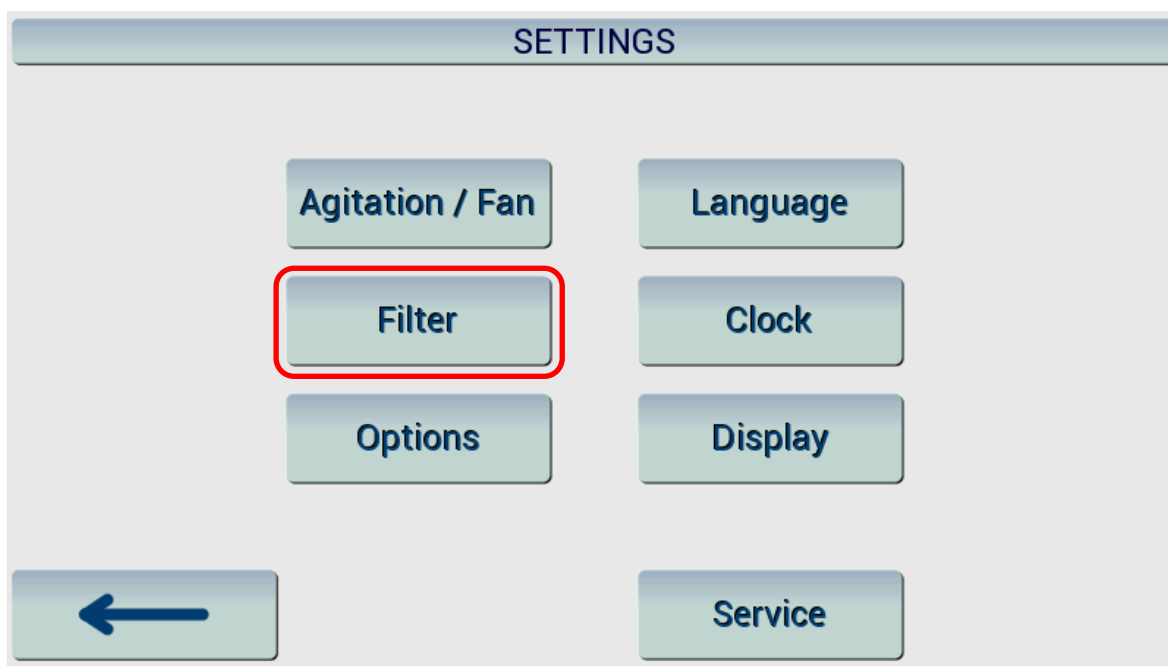 SETTINGS
Agitation / Fan
Language
Filter
Clock
Options
Display
Service